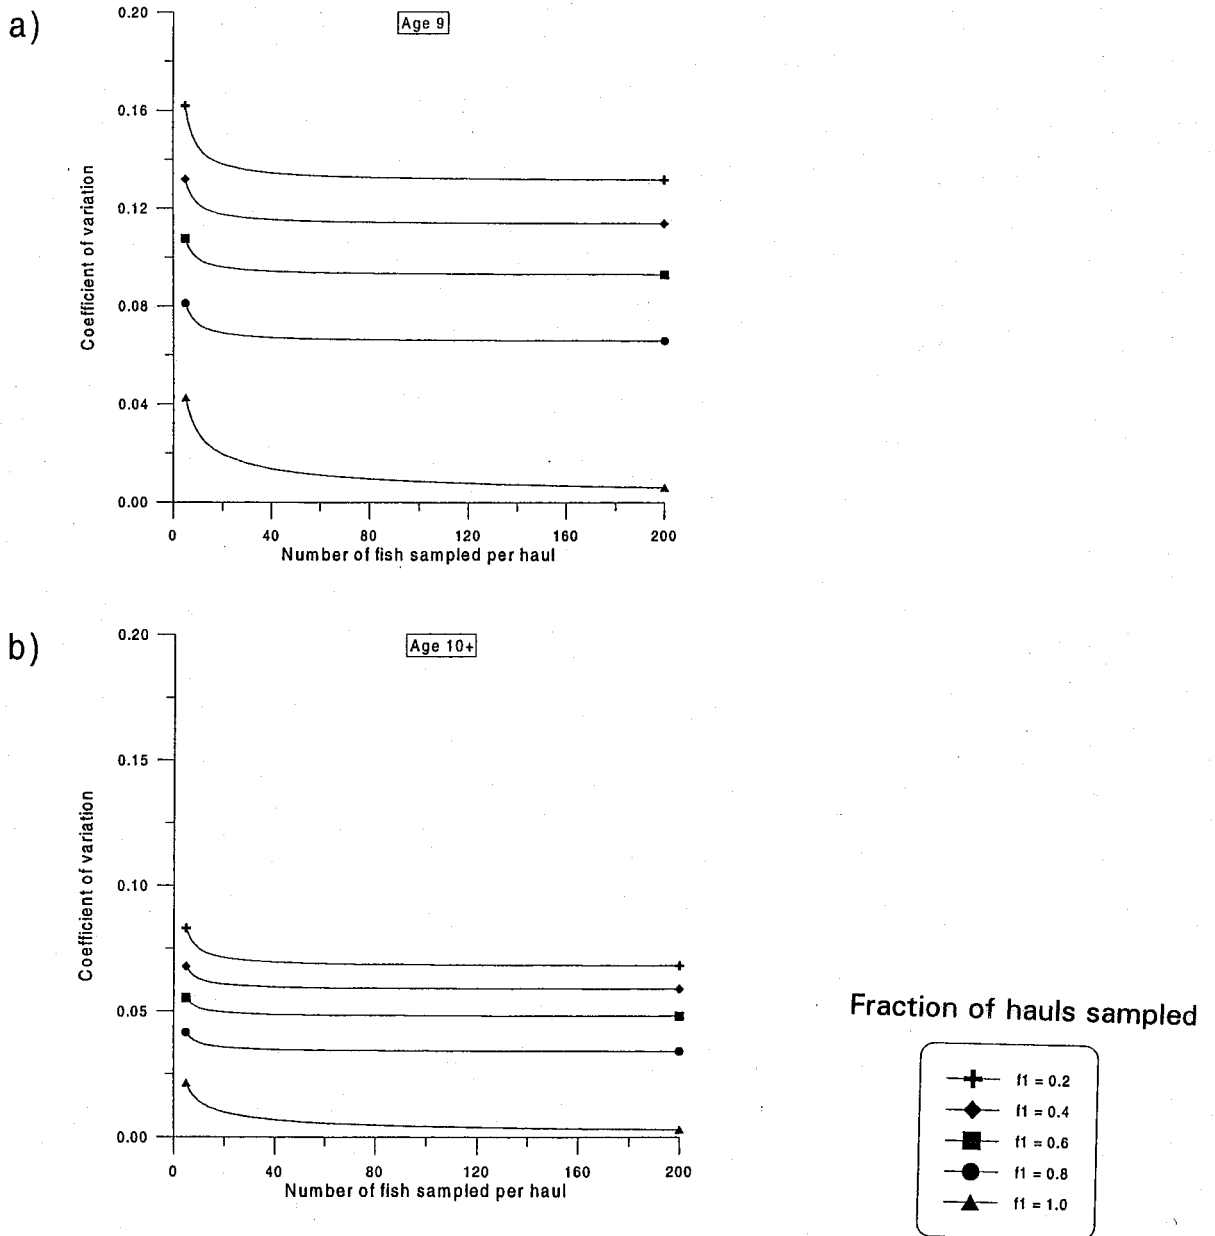 a)
Age 9
0.20
0.16
0.12
0.08
0.04
0.00
Coefficient of variation
0 40 80 120 160 200
Number of fish sampled per haul
b)
Age 10+
0.20
0.15
0.10
0.05
0.00
Coefficient of variation
0 40 80 120 160 200
Number of fish sampled per haul
Fraction of hauls sampled
f1 = 0.2
f1 = 0.4
f1 = 0.6
f1 = 0.8
f1 = 1.0